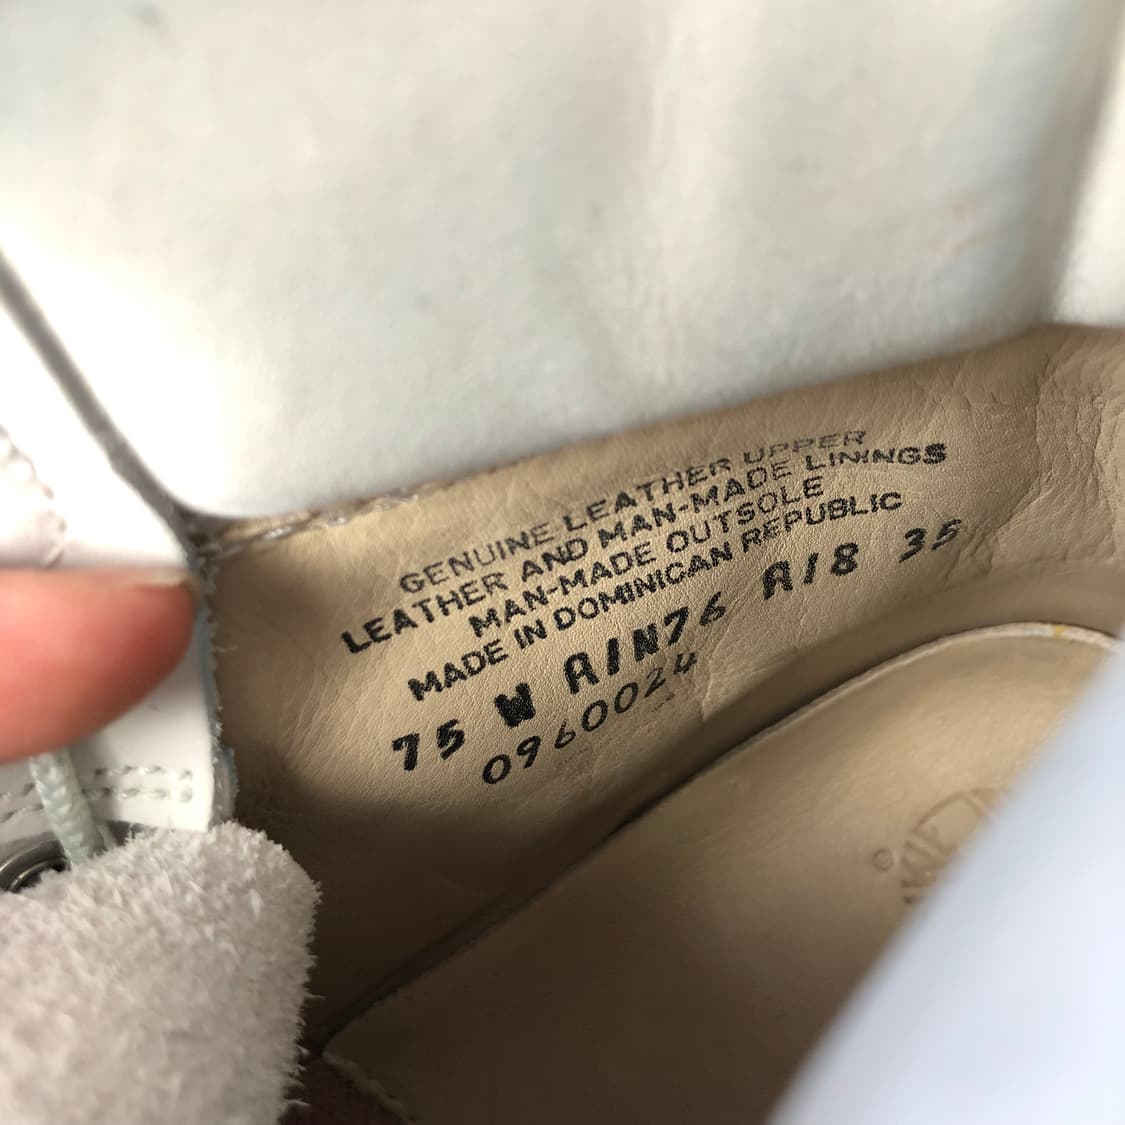 GENUINE LEATHER UPPER
LEATHER AND MAN-MADE LININGS
MAN-MADE OUTSOLE
MADE IN DOMINICAN REPUBLIC
75 W A/N76 A/8 35
0960024
®